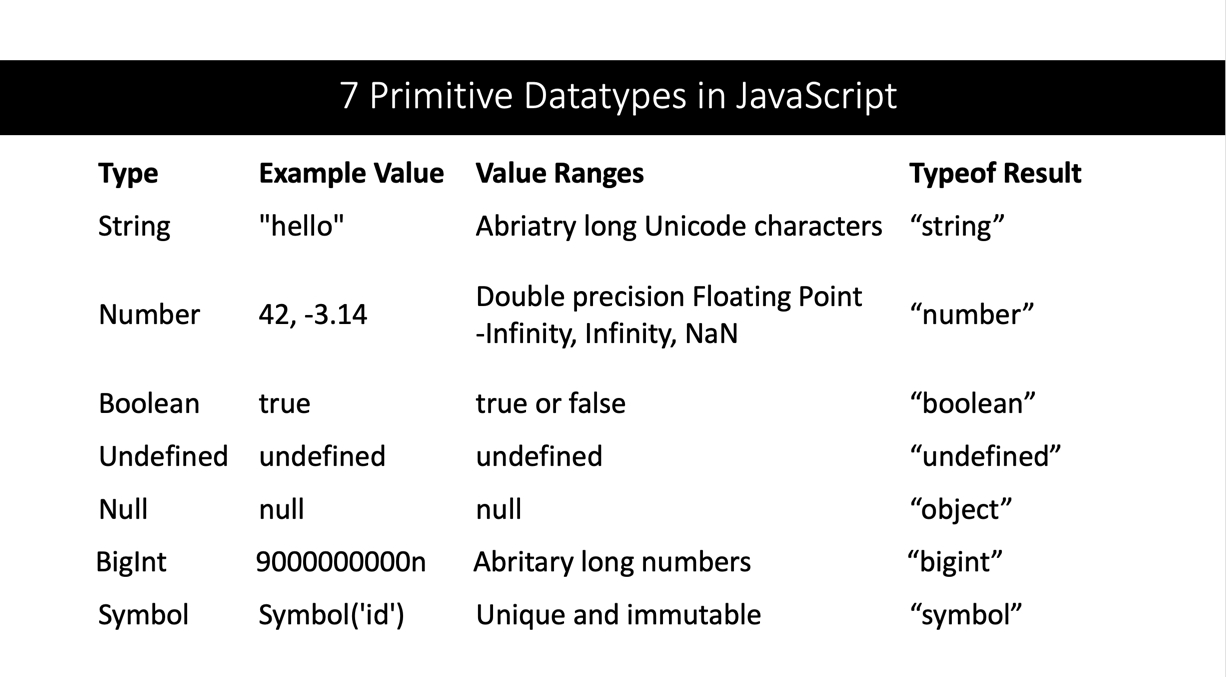 7 Primitive Datatypes in JavaScript
Type Example Value Value Ranges Typeof Result
String "hello" Abriatry long Unicode characters “string”
Number 42, -3.14 Double precision Floating Point -Infinity, Infinity, NaN “number”
Boolean true true or false “boolean”
Undefined undefined undefined “undefined”
Null null null “object”
BigInt 9000000000n Abritary long numbers “bigint”
Symbol Symbol('id') Unique and immutable “symbol”